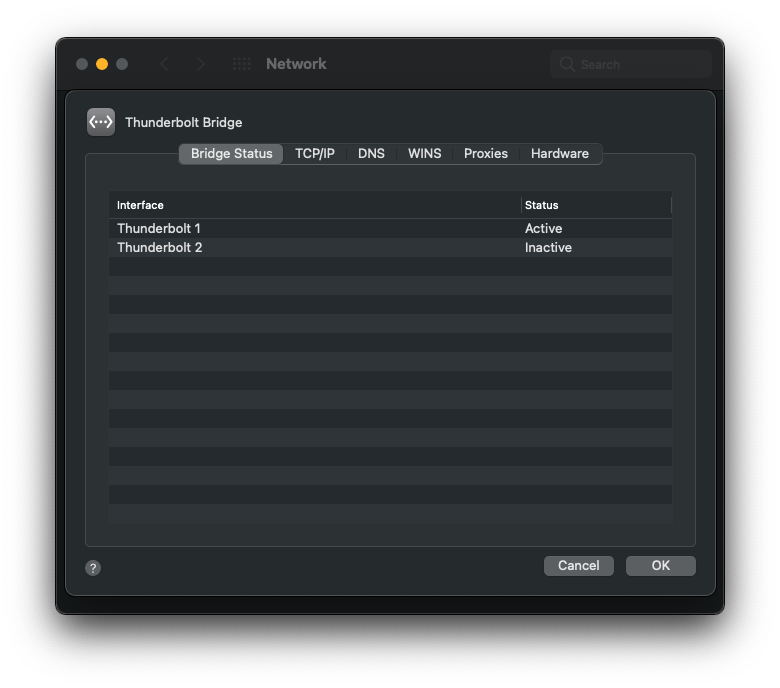 Network
Search
Thunderbolt Bridge
Bridge Status TCP/IP DNS WINS Proxies Hardware
Interface Status
Thunderbolt 1 Active
Thunderbolt 2 Inactive
? Cancel OK